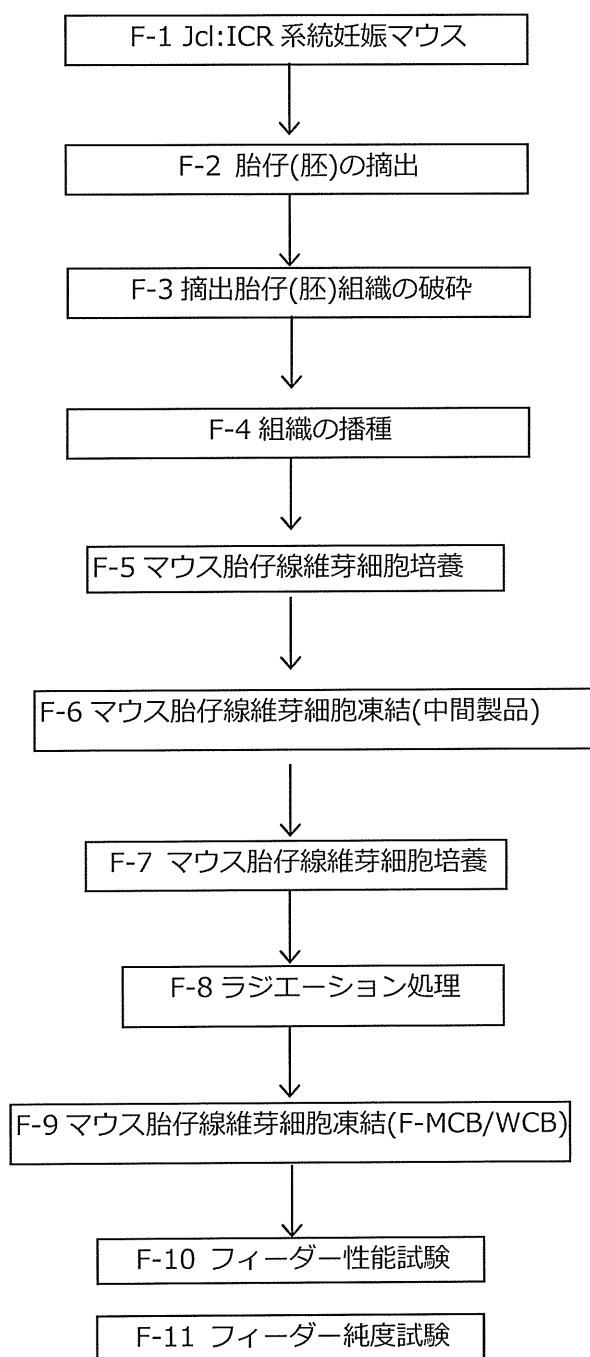 F-1 Jcl:ICR 系統妊娠マウス
F-2 胎仔(胚)の摘出
F-3 摘出胎仔(胚)組織の破砕
F-4 組織の播種
F-5 マウス胎仔線維芽細胞培養
F-6 マウス胎仔線維芽細胞凍結(中間製品)
F-7 マウス胎仔線維芽細胞培養
F-8 ラジエーション処理
F-9 マウス胎仔線維芽細胞凍結(F-MCB/WCB)
F-10 フィーダー性能試験
F-11 フィーダー純度試験